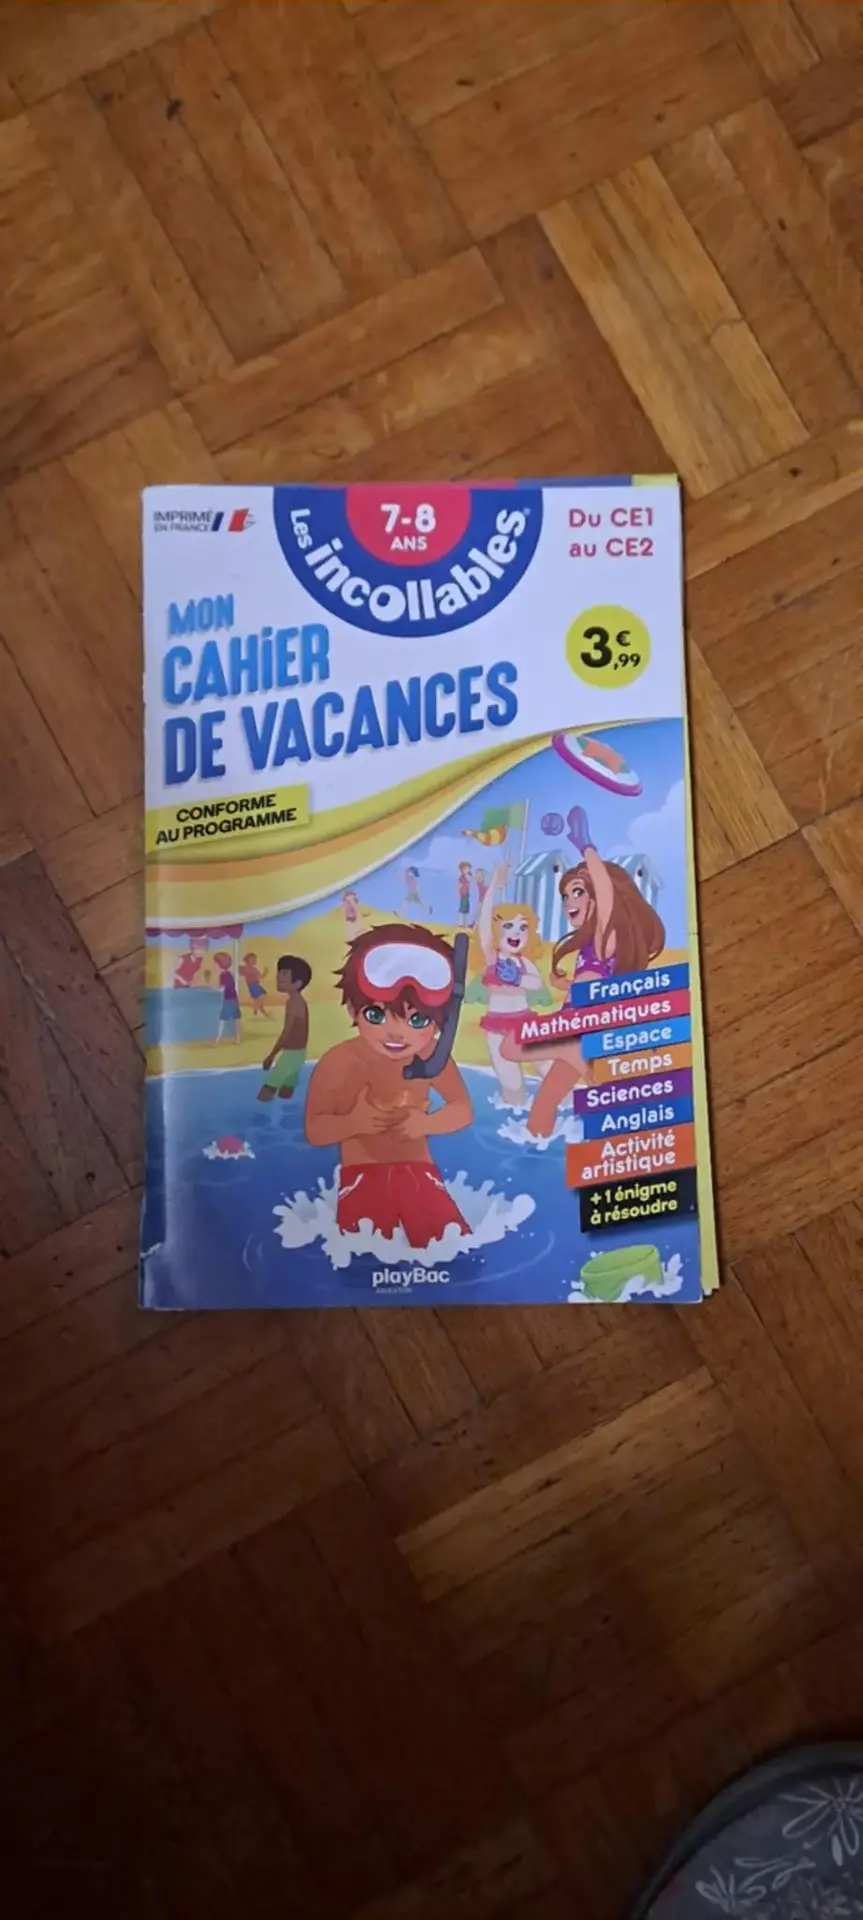 IMPRIMÉ
EN FRANCE
7-8
ANS
Les incollables
Du CE1
au CE2
3€,99
MON
CAHiER
DE VACANCES
CONFORME
AU PROGRAMME
Français
Mathématiques
Espace
Temps
Sciences
Anglais
Activité
artistique
+ 1 énigme
à résoudre
playBac
ÉDUCATION